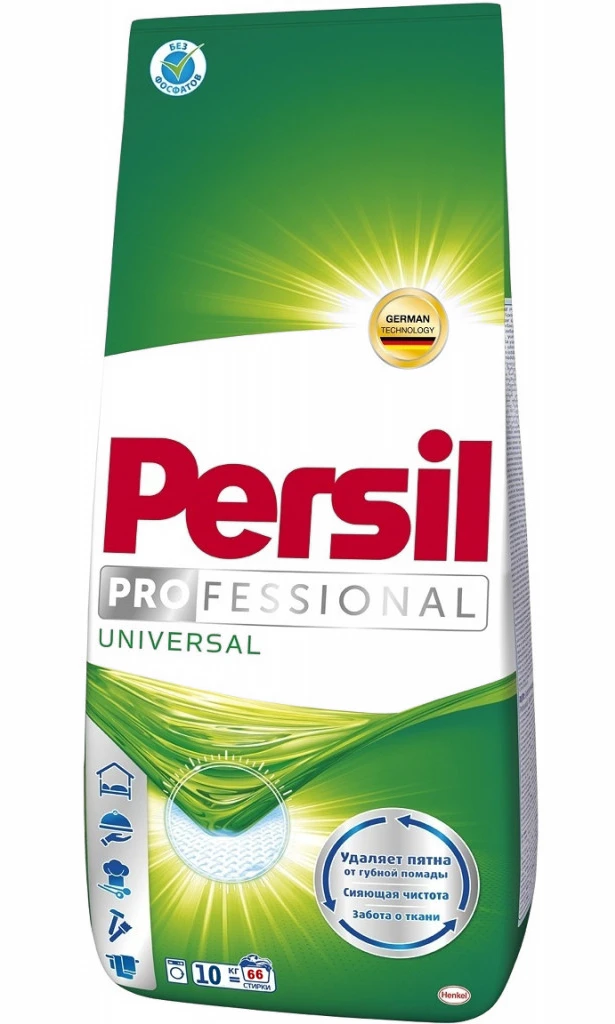 БЕЗ
ФОСФАТОВ
GERMAN
TECHNOLOGY
Persil
PROFESSIONAL
UNIVERSAL
Удаляет пятна
от губной помады
Сияющая чистота
Забота о ткани
10 кг = 66
СТИРКИ
Henkel